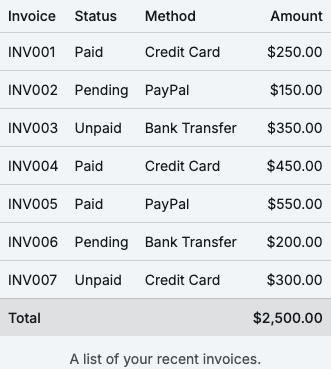 Invoice Status Method Amount
INV001 Paid Credit Card $250.00
INV002 Pending PayPal $150.00
INV003 Unpaid Bank Transfer $350.00
INV004 Paid Credit Card $450.00
INV005 Paid PayPal $550.00
INV006 Pending Bank Transfer $200.00
INV007 Unpaid Credit Card $300.00
Total $2,500.00
A list of your recent invoices.